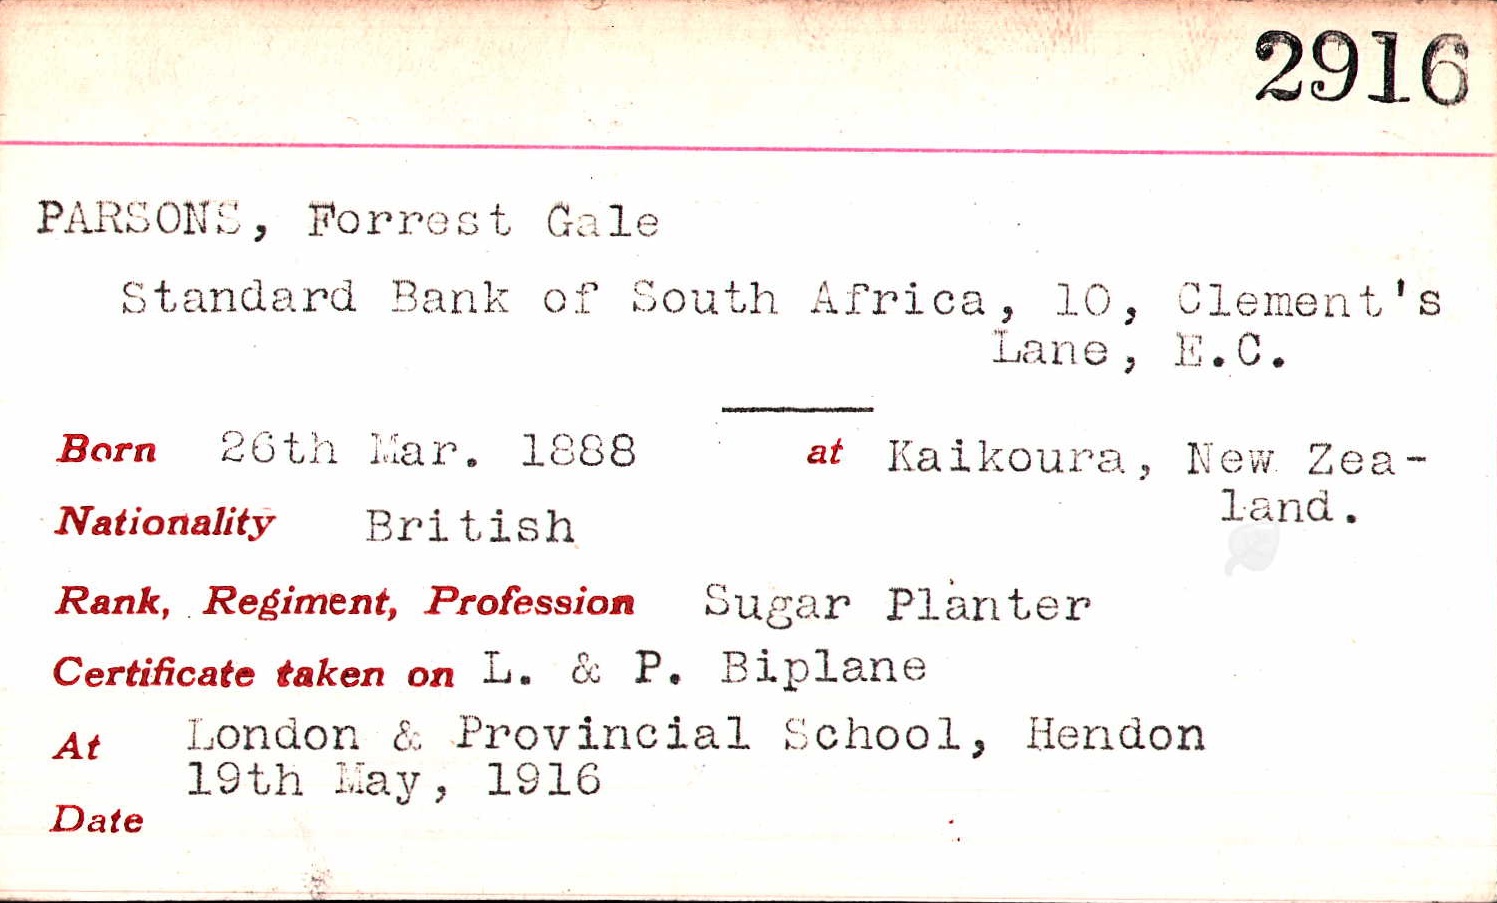 2916
PARSONS, Forrest Gale
Standard Bank of South Africa, 10, Clement's
Lane, E.C.
Born 26th Mar. 1888 at Kaikoura, New Zea-
land.
Nationality British
Rank, Regiment, Profession Sugar Planter
Certificate taken on L. & P. Biplane
At London & Provincial School, Hendon
19th May, 1916
Date